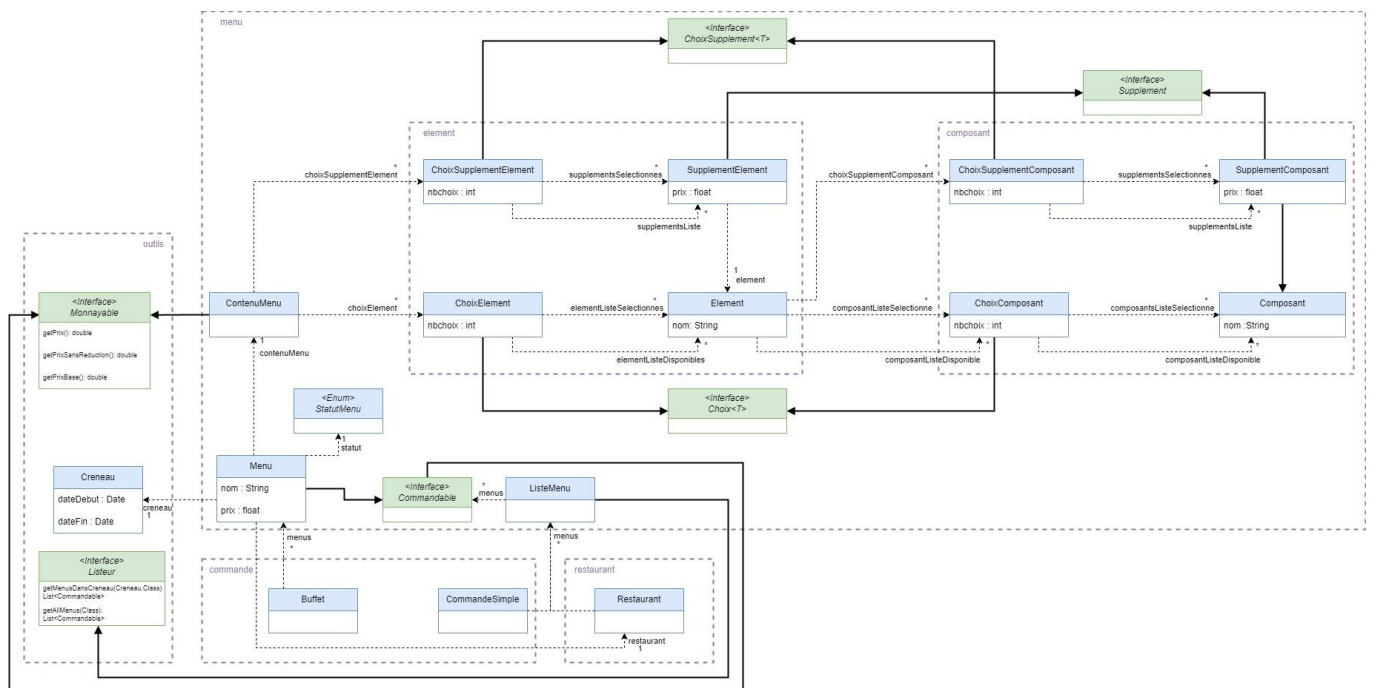 menu
<Interface>
ChoixSupplement<T>
<Interface>
Supplement
element
composant
ChoixSupplementElement
nbchoix : int
SupplementElement
prix : float
ChoixSupplementComposant
nbchoix : int
SupplementComposant
prix : float
*
choixSupplementElement
*
supplementsSelectionnes
*
supplementsListe
*
choixSupplementComposant
*
supplementsSelectionnes
*
supplementsListe
1
element
outils
<Interface>
Monnayable
getPrix(): double
getPrixSansReduction(): double
getPrixBase(): double
ContenuMenu
*
choixElement
ChoixElement
nbchoix : int
*
elementListeSelectionnes
*
elementListeDisponibles
Element
nom: String
*
composantListeSelectionne
*
composantListeDisponible
ChoixComposant
nbchoix : int
*
composantsListeSelectionne
*
composantListeDisponible
Composant
nom :String
1
contenuMenu
<Enum>
StatutMenu
1
statut
<Interface>
Choix<T>
Creneau
dateDebut : Date
dateFin : Date
creneau
1
Menu
nom : String
prix : float
<Interface>
Commandable
*
menus
ListeMenu
menus
*
menus
*
<Interface>
Listeur
getMenusDansCreneau(Creneau,Class)
List<Commandable>
getAllMenus(Class):
List<Commandable>
commande
restaurant
Buffet
CommandeSimple
Restaurant
restaurant
1